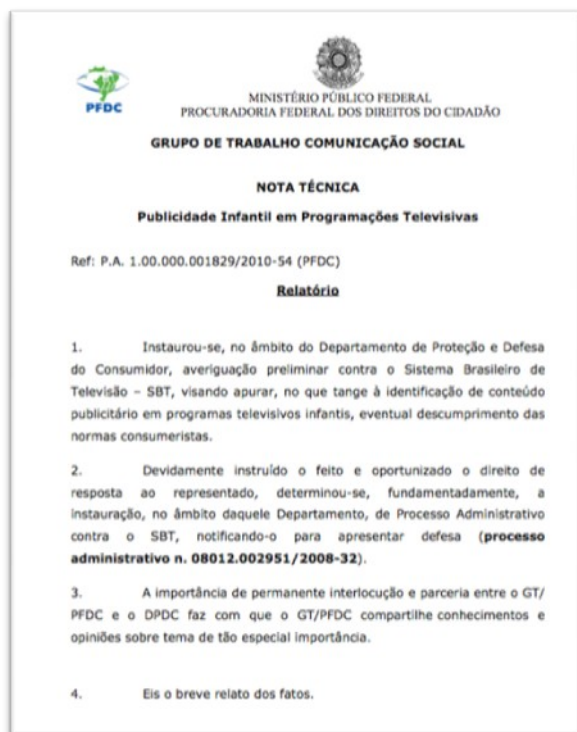 PFDC
MINISTÉRIO PÚBLICO FEDERAL
PROCURADORIA FEDERAL DOS DIREITOS DO CIDADÃO
GRUPO DE TRABALHO COMUNICAÇÃO SOCIAL
NOTA TÉCNICA
Publicidade Infantil em Programações Televisivas
Ref: P.A. 1.00.000.001829/2010-54 (PFDC)
Relatório
1. Instaurou-se, no âmbito do Departamento de Proteção e Defesa
do Consumidor, averiguação preliminar contra o Sistema Brasileiro de
Televisão – SBT, visando apurar, no que tange à identificação de conteúdo
publicitário em programas televisivos infantis, eventual descumprimento das
normas consumeristas.
2. Devidamente instruído o feito e oportunizado o direito de
resposta ao representado, determinou-se, fundamentadamente, a
instauração, no âmbito daquele Departamento, de Processo Administrativo
contra o SBT, notificando-o para apresentar defesa (processo
administrativo n. 08012.002951/2008-32).
3. A importância de permanente interlocução e parceria entre o GT/
PFDC e o DPDC faz com que o GT/PFDC compartilhe conhecimentos e
opiniões sobre tema de tão especial importância.
4. Eis o breve relato dos fatos.